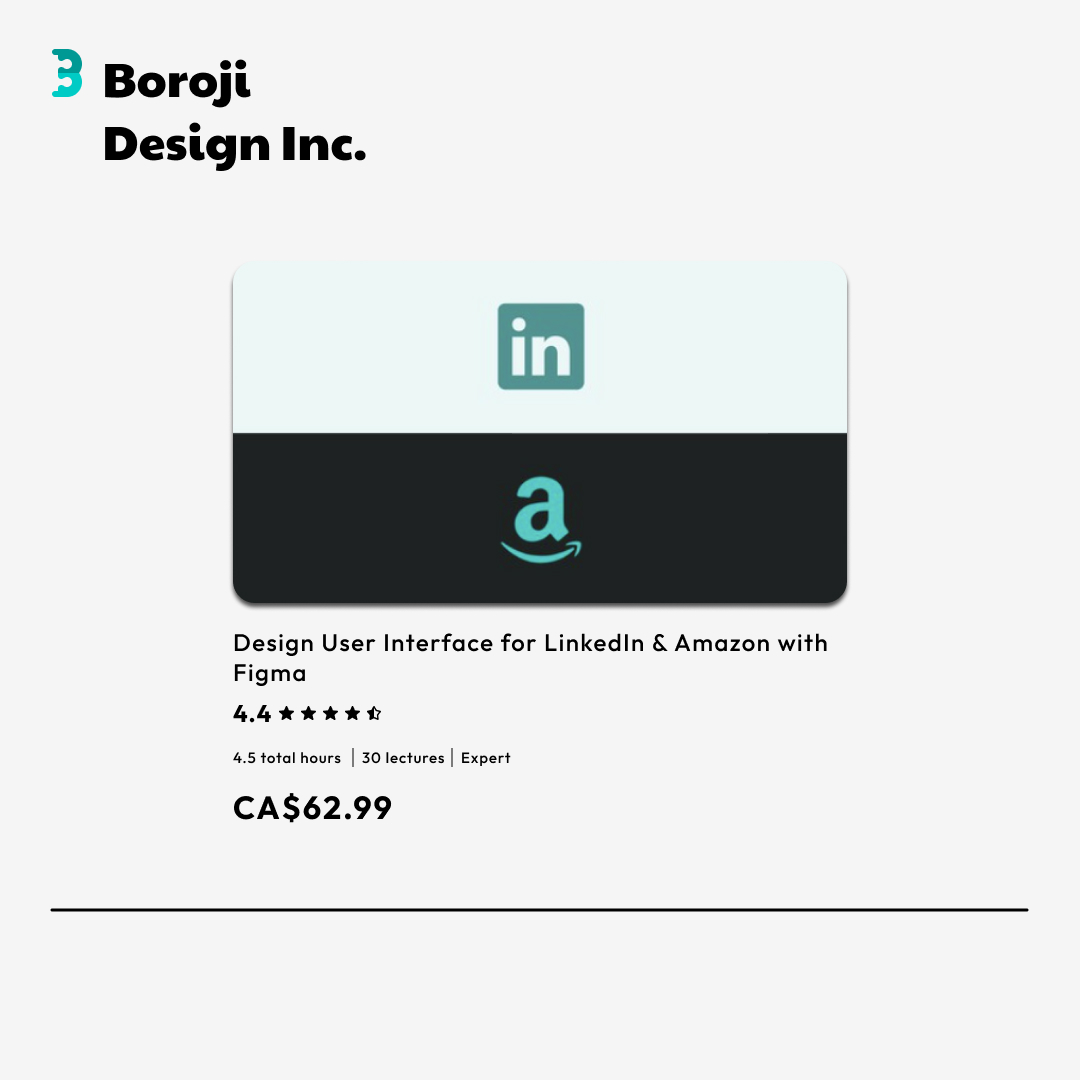 Boroji
Design Inc.
in
a
Design User Interface for LinkedIn & Amazon with
Figma
4.4
4.5 total hours | 30 lectures | Expert
CA$62.99